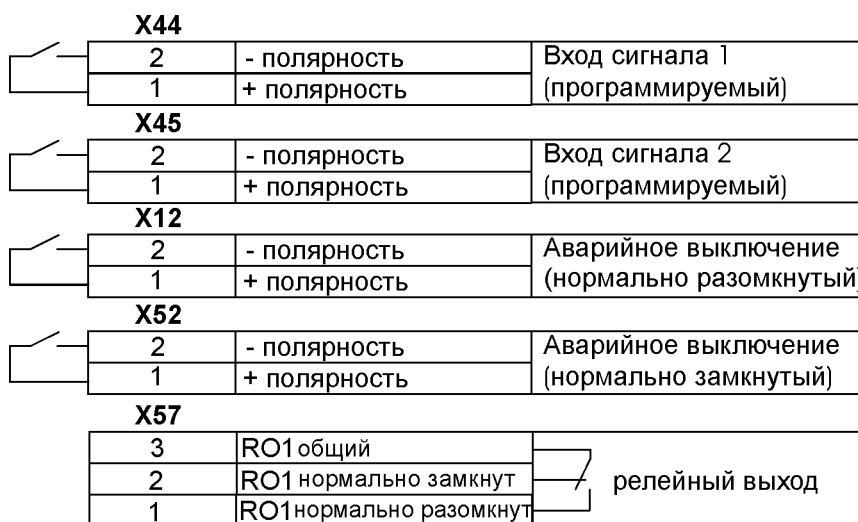 X44
2 - полярность Вход сигнала 1
1 + полярность (программируемый)
X45
2 - полярность Вход сигнала 2
1 + полярность (программируемый)
X12
2 - полярность Аварийное выключение
1 + полярность (нормально разомкнутый)
X52
2 - полярность Аварийное выключение
1 + полярность (нормально замкнутый)
X57
3 RO1 общий
2 RO1 нормально замкнут релейный выход
1 RO1 нормально разомкнут